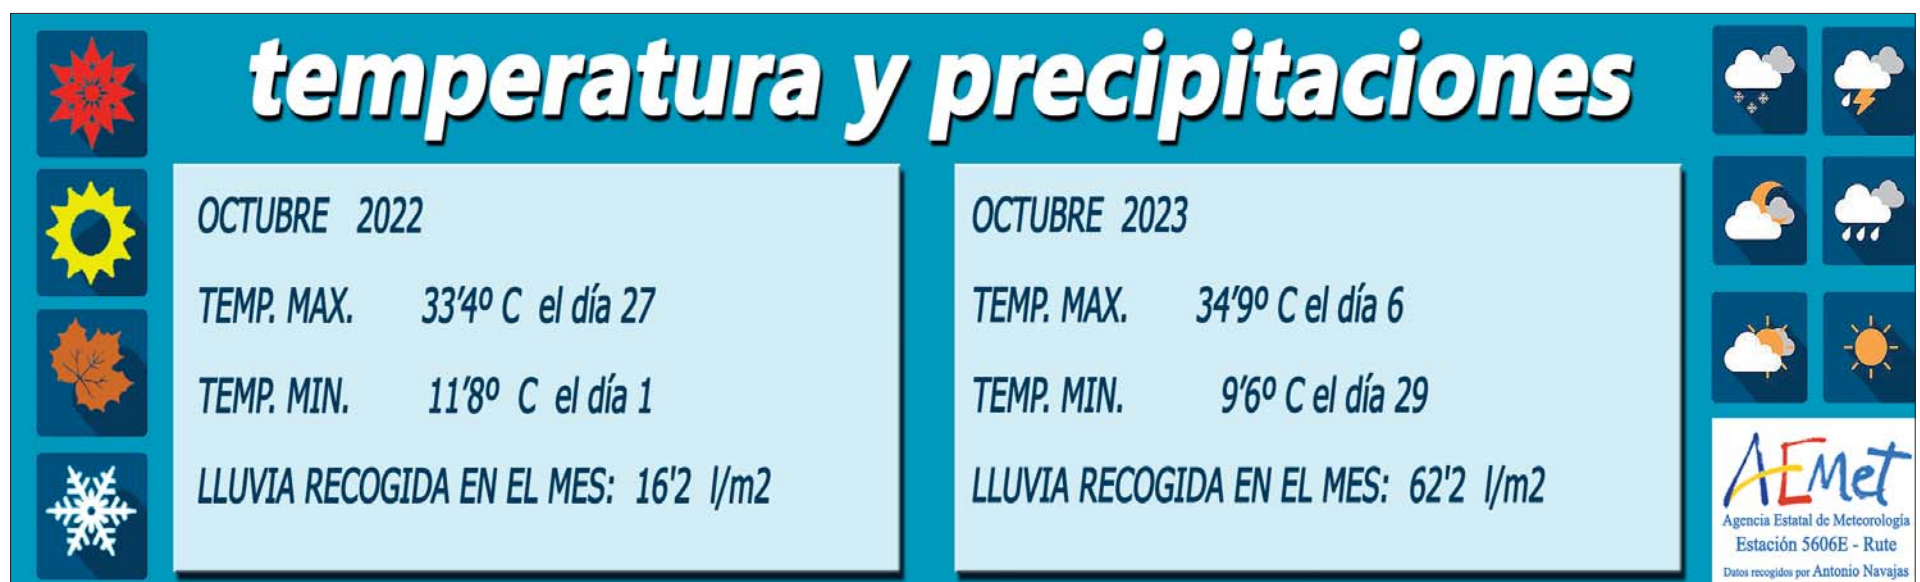 temperatura y precipitaciones
OCTUBRE 2022
TEMP. MAX. 33'4º C el día 27
TEMP. MIN. 11'8º C el día 1
LLUVIA RECOGIDA EN EL MES: 16'2 l/m2
OCTUBRE 2023
TEMP. MAX. 34'9º C el día 6
TEMP. MIN. 9'6º C el día 29
LLUVIA RECOGIDA EN EL MES: 62'2 l/m2
AEMet
Agencia Estatal de Meteorología
Estación 5606E - Rute
Datos recogidos por Antonio Navajas